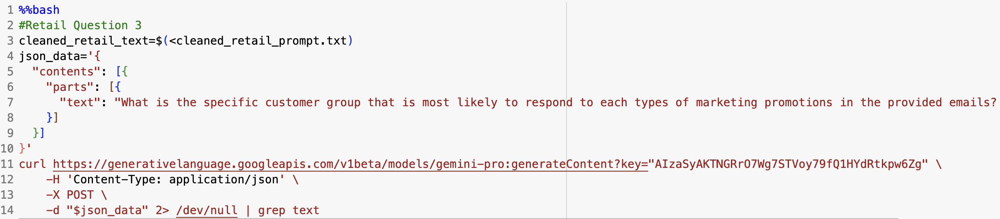 1 %%bash
2 #Retail Question 3
3 cleaned_retail_text=$(<cleaned_retail_prompt.txt)
4 json_data='{
5   "contents": [{
6     "parts": [{
7       "text": "What is the specific customer group that is most likely to respond to each types of marketing promotions in the provided emails?
8     }]
9   }]
10 }'
11 curl https://generativelanguage.googleapis.com/v1beta/models/gemini-pro:generateContent?key="AIzaSyAKTNGRrO7Wg7STVoy79fQ1HYdRtkpw6Zg" \
12     -H 'Content-Type: application/json' \
13     -X POST \
14     -d "$json_data" 2> /dev/null | grep text